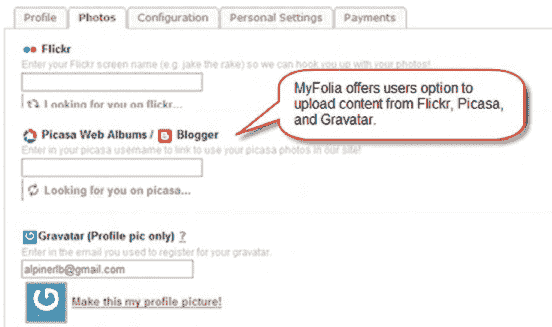 Profile Photos Configuration Personal Settings Payments
Flickr
Enter your Flickr screen name (e.g. jake the rake) so we can hook you up with your photos!
Looking for you on flickr...
MyFolia offers users option to
upload content from Flickr, Picasa,
and Gravatar.
Picasa Web Albums / Blogger
Enter in your picasa username to link to use your picasa photos in our site!
Looking for you on picasa...
Gravatar (Profile pic only) ?
Enter in the email you used to register for your gravatar.
alpinerlb@gmail.com
Make this my profile picture!